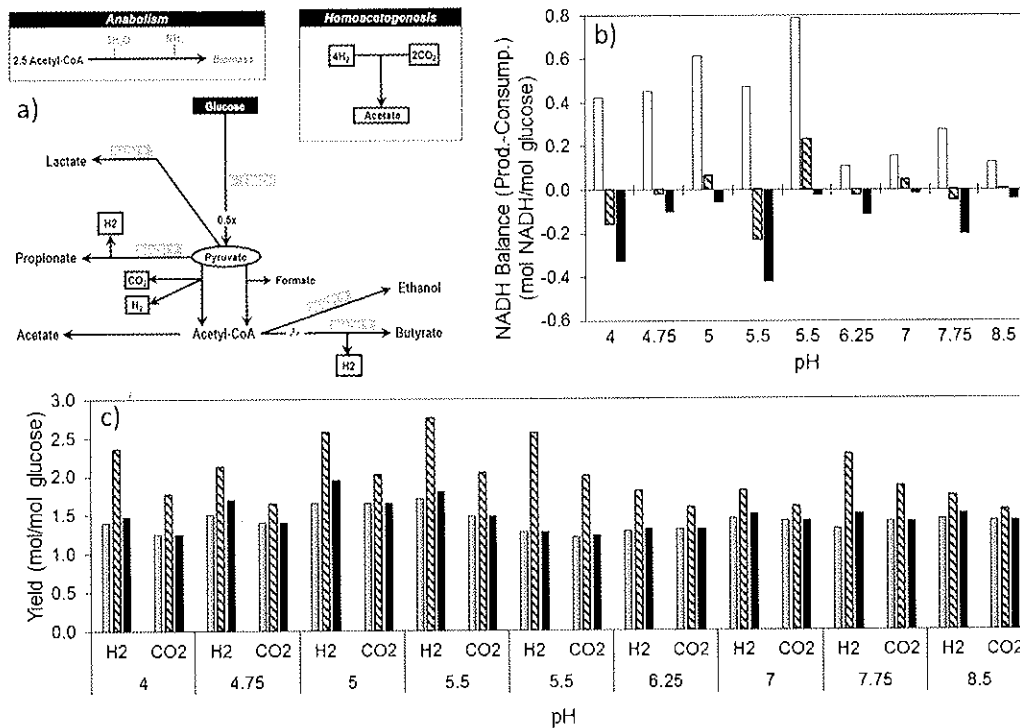 Anabolism
3H₂O
NH₃
2.5 Acetyl-CoA
Biomass
Homoacetogenesis
4H₂
2CO₂
Acetate
a)
Glucose
Lactate
0.5x
H2
Propionate
Pyruvate
CO₂
H₂
Formate
Ethanol
Acetate
Acetyl-CoA
2x
Butyrate
H2
b)
NADH Balance (Prod.-Consump.)
(mol NADH/mol glucose)
0.8
0.6
0.4
0.2
0.0
-0.2
-0.4
-0.6
4 4.75 5 5.5 5.5 6.25 7 7.75 8.5
pH
c)
Yield (mol/mol glucose)
3.0
2.5
2.0
1.5
1.0
0.5
0.0
H2 CO2 H2 CO2 H2 CO2 H2 CO2 H2 CO2 H2 CO2 H2 CO2 H2 CO2 H2 CO2
4 4.75 5 5.5 5.5 6.25 7 7.75 8.5
pH